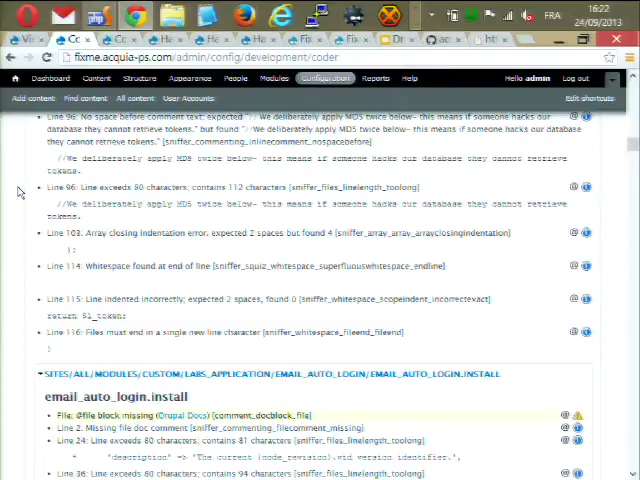 16:22
FRA
24/09/2013
fixme.acquia-ps.com/admin/config/development/coder
Dashboard Content Structure Appearance People Modules Configuration Reports Help Hello admin Log out
Add content Find content All content User Accounts Edit shortcuts
Line 96: No space before comment text; expected "// We deliberately apply MD5 twice below- this means if someone hacks our
database they cannot retrieve tokens." but found "//We deliberately apply MD5 twice below- this means if someone hacks our
database they cannot retrieve tokens." [sniffer_commenting_inlinecomment_nospacebefore]
//We deliberately apply MD5 twice below- this means if someone hacks our database they cannot retrieve
tokens.
Line 96: Line exceeds 80 characters; contains 112 characters [sniffer_files_linelength_toolong]
//We deliberately apply MD5 twice below- this means if someone hacks our database they cannot retrieve
tokens.
Line 103: Array closing indentation error, expected 2 spaces but found 4 [sniffer_array_array_arrayclosingindentation]
);
Line 114: Whitespace found at end of line [sniffer_squiz_whitespace_superfluouswhitespace_endline]
Line 115: Line indented incorrectly; expected 2 spaces, found 0 [sniffer_whitespace_scopeindent_incorrectexact]
return $l_token;
Line 116: Files must end in a single new line character [sniffer_whitespace_fileend_fileend]
}
SITES/ALL/MODULES/CUSTOM/LABS_APPLICATION/EMAIL_AUTO_LOGIN/EMAIL_AUTO_LOGIN.INSTALL
email_auto_login.install
File: @file block missing (Drupal Docs) [comment_docblock_file]
Line 2: Missing file doc comment [sniffer_commenting_filecomment_missing]
Line 24: Line exceeds 80 characters; contains 81 characters [sniffer_files_linelength_toolong]
* 'description' => 'The current {node_revision}.vid version identifier.',
Line 36: Line exceeds 80 characters; contains 94 characters [sniffer_files_linelength_toolong]